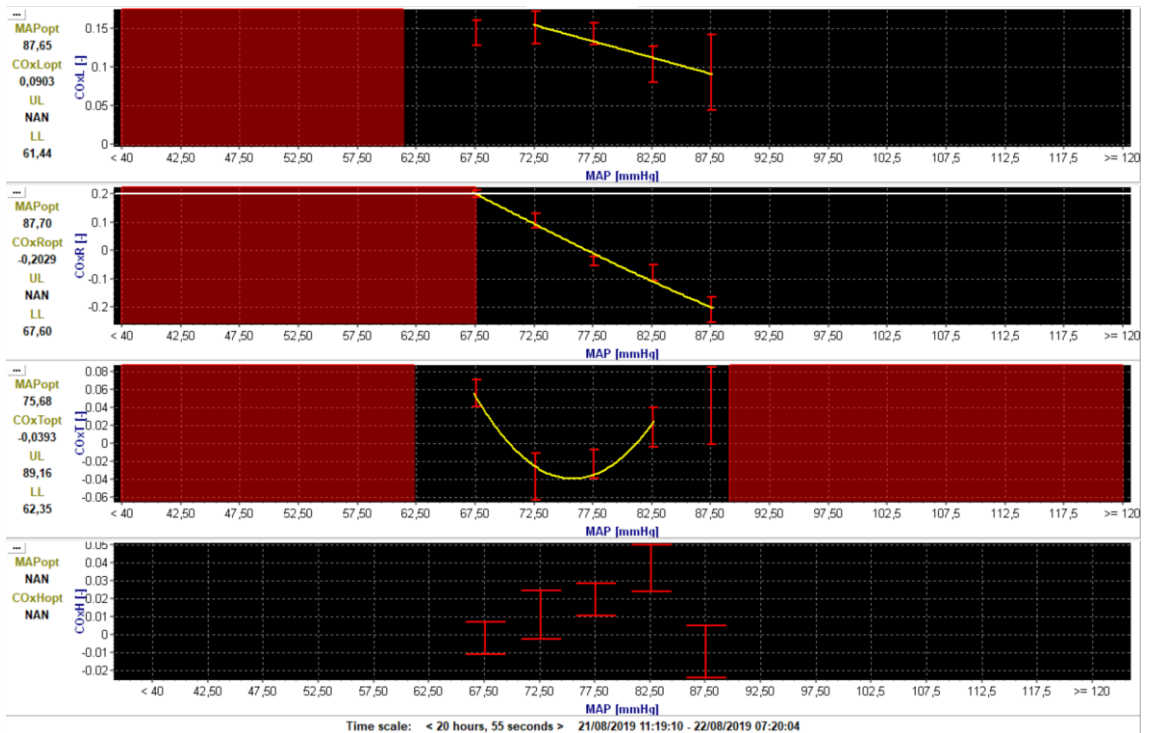 ...
MAPopt
87,65
COxLopt
0,0903
UL
NAN
LL
61,44
COxL [-]
0.15
0.1
0.05
0
< 40 42,50 47,50 52,50 57,50 62,50 67,50 72,50 77,50 82,50 87,50 92,50 97,50 102,5 107,5 112,5 117,5 >= 120
MAP [mmHg]
...
MAPopt
87,70
COxRopt
-0,2029
UL
NAN
LL
67,60
COxR [-]
0.2
0.1
0
-0.1
-0.2
< 40 42,50 47,50 52,50 57,50 62,50 67,50 72,50 77,50 82,50 87,50 92,50 97,50 102,5 107,5 112,5 117,5 >= 120
MAP [mmHg]
...
MAPopt
75,68
COxTopt
-0,0393
UL
89,16
LL
62,35
COxT [-]
0.08
0.06
0.04
0.02
0
-0.02
-0.04
-0.06
< 40 42,50 47,50 52,50 57,50 62,50 67,50 72,50 77,50 82,50 87,50 92,50 97,50 102,5 107,5 112,5 117,5 >= 120
MAP [mmHg]
...
MAPopt
NAN
COxHopt
NAN
COxH [-]
0.05
0.04
0.03
0.02
0.01
0
-0.01
-0.02
< 40 42,50 47,50 52,50 57,50 62,50 67,50 72,50 77,50 82,50 87,50 92,50 97,50 102,5 107,5 112,5 117,5 >= 120
MAP [mmHg]
Time scale: < 20 hours, 55 seconds > 21/08/2019 11:19:10 - 22/08/2019 07:20:04